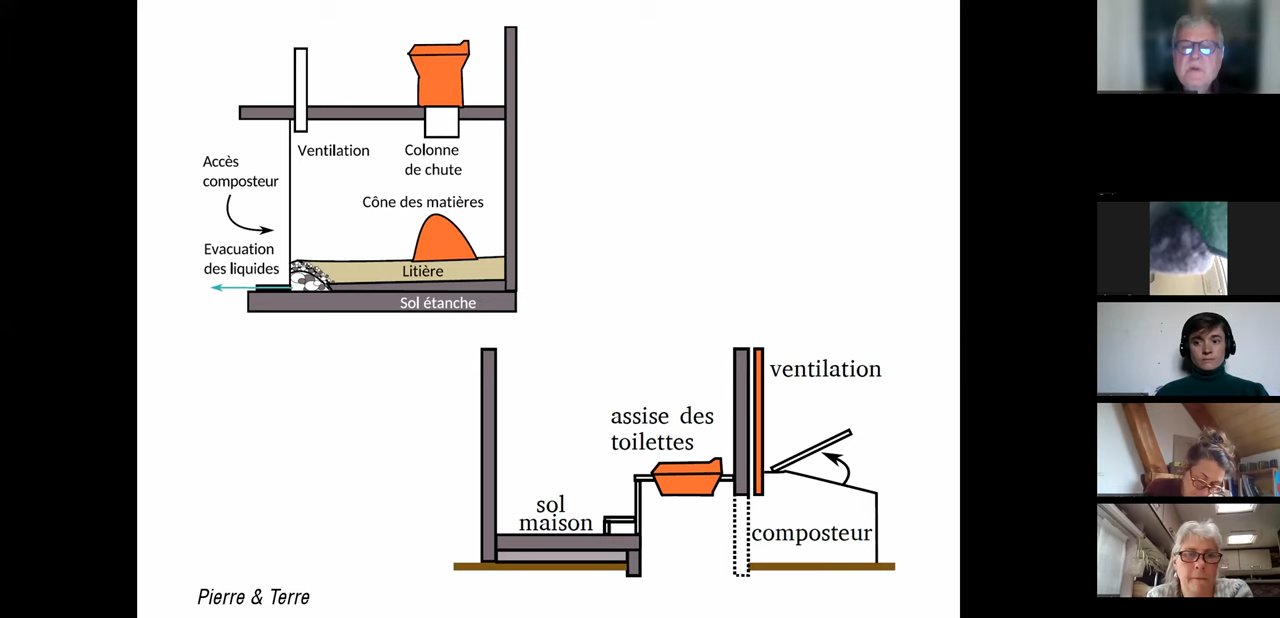 Ventilation
Colonne
de chute
Accès
composteur
Cône des matières
Evacuation
des liquides
Litière
Sol étanche
ventilation
assise des
toilettes
sol
maison
composteur
Pierre & Terre